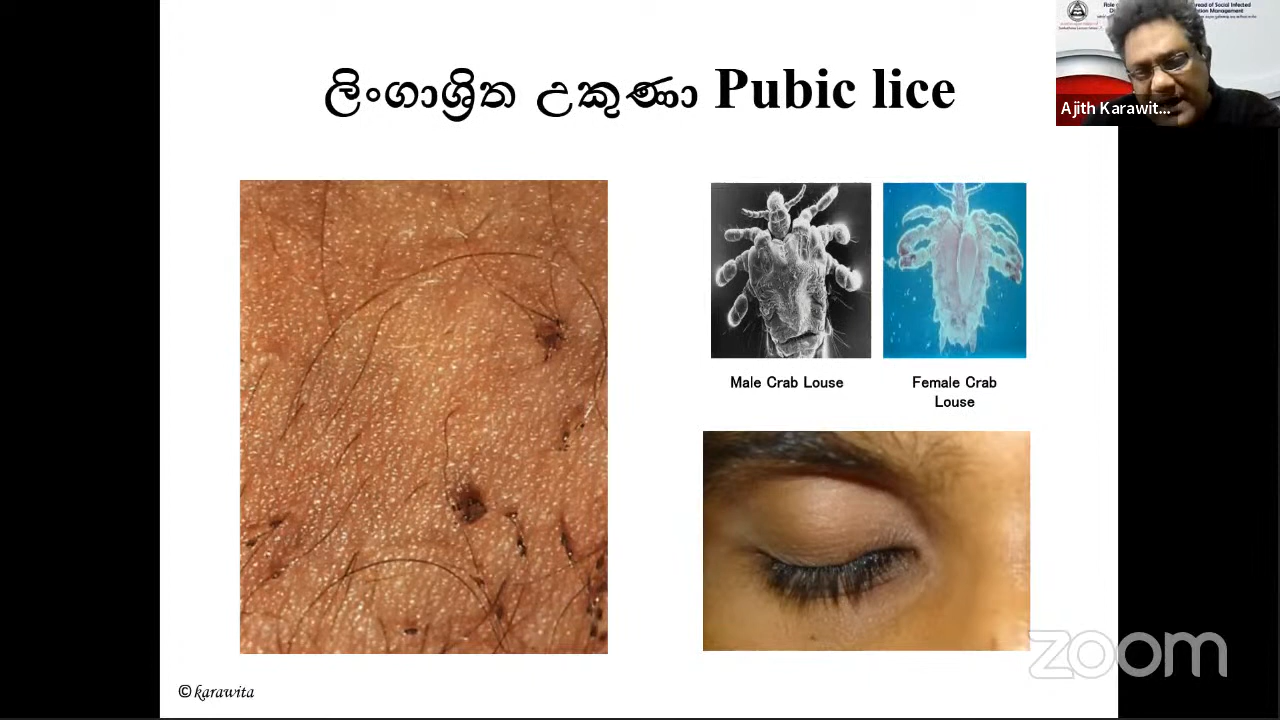 ලිංගාශ්‍රිත උකුණා Pubic lice
Ajith Karawit...
Male Crab Louse
Female Crab
Louse
zoom
© karawita